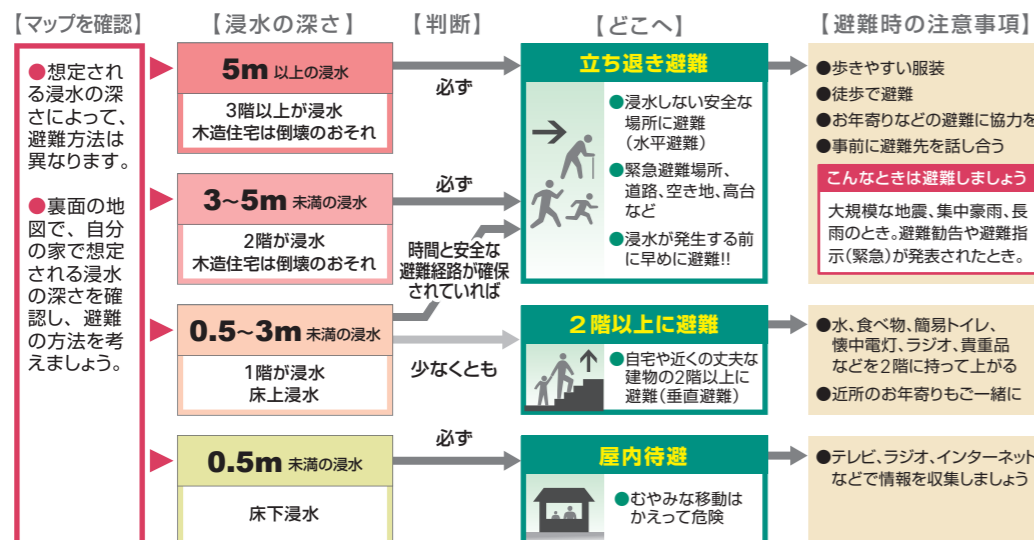 【マップを確認】
【浸水の深さ】
【判断】
【どこへ】
【避難時の注意事項】
●想定され
る浸水の深
さによって、
避難方法は
異なります。
●裏面の地
図で、自分
の家で想定
される浸水
の深さを確
認し、避難
の方法を考
えましょう。
5m 以上の浸水
3階以上が浸水
木造住宅は倒壊のおそれ
3~5m 未満の浸水
2階が浸水
木造住宅は倒壊のおそれ
0.5~3m 未満の浸水
1階が浸水
床上浸水
0.5m 未満の浸水
床下浸水
必ず
必ず
時間と安全な
避難経路が確保
されていれば
少なくとも
必ず
立ち退き避難
●浸水しない安全な
場所に避難
(水平避難)
●緊急避難場所、
道路、空き地、高台
など
●浸水が発生する前
に早めに避難!!
2階以上に避難
●自宅や近くの丈夫な
建物の2階以上に
避難(垂直避難)
屋内待避
●むやみな移動は
かえって危険
●歩きやすい服装
●徒歩で避難
●お年寄りなどの避難に協力を
●事前に避難先を話し合う
こんなときは避難しましょう
大規模な地震、集中豪雨、長
雨のとき。避難勧告や避難指
示(緊急)が発表されたとき。
●水、食べ物、簡易トイレ、
懐中電灯、ラジオ、貴重品
などを2階に持って上がる
●近所のお年寄りもご一緒に
●テレビ、ラジオ、インターネット
などで情報を収集しましょう